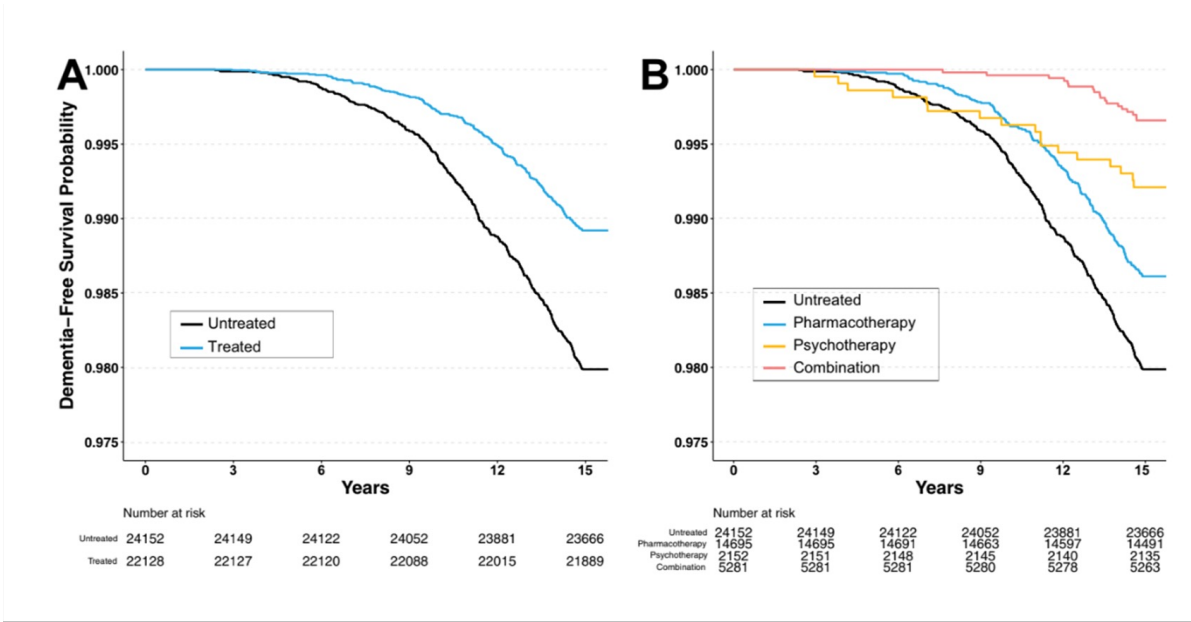 A
Dementia–Free Survival Probability
1.000
0.995
0.990
0.985
0.980
0.975
Untreated
Treated
0 3 6 9 12 15
Years
Number at risk
Untreated 24152 24149 24122 24052 23881 23666
Treated 22128 22127 22120 22088 22015 21889
B
1.000
0.995
0.990
0.985
0.980
0.975
Untreated
Pharmacotherapy
Psychotherapy
Combination
0 3 6 9 12 15
Years
Number at risk
Untreated 24152 24149 24122 24052 23881 23666
Pharmacotherapy 14695 14695 14691 14663 14597 14491
Psychotherapy 2152 2151 2148 2145 2140 2135
Combination 5281 5281 5281 5280 5278 5263